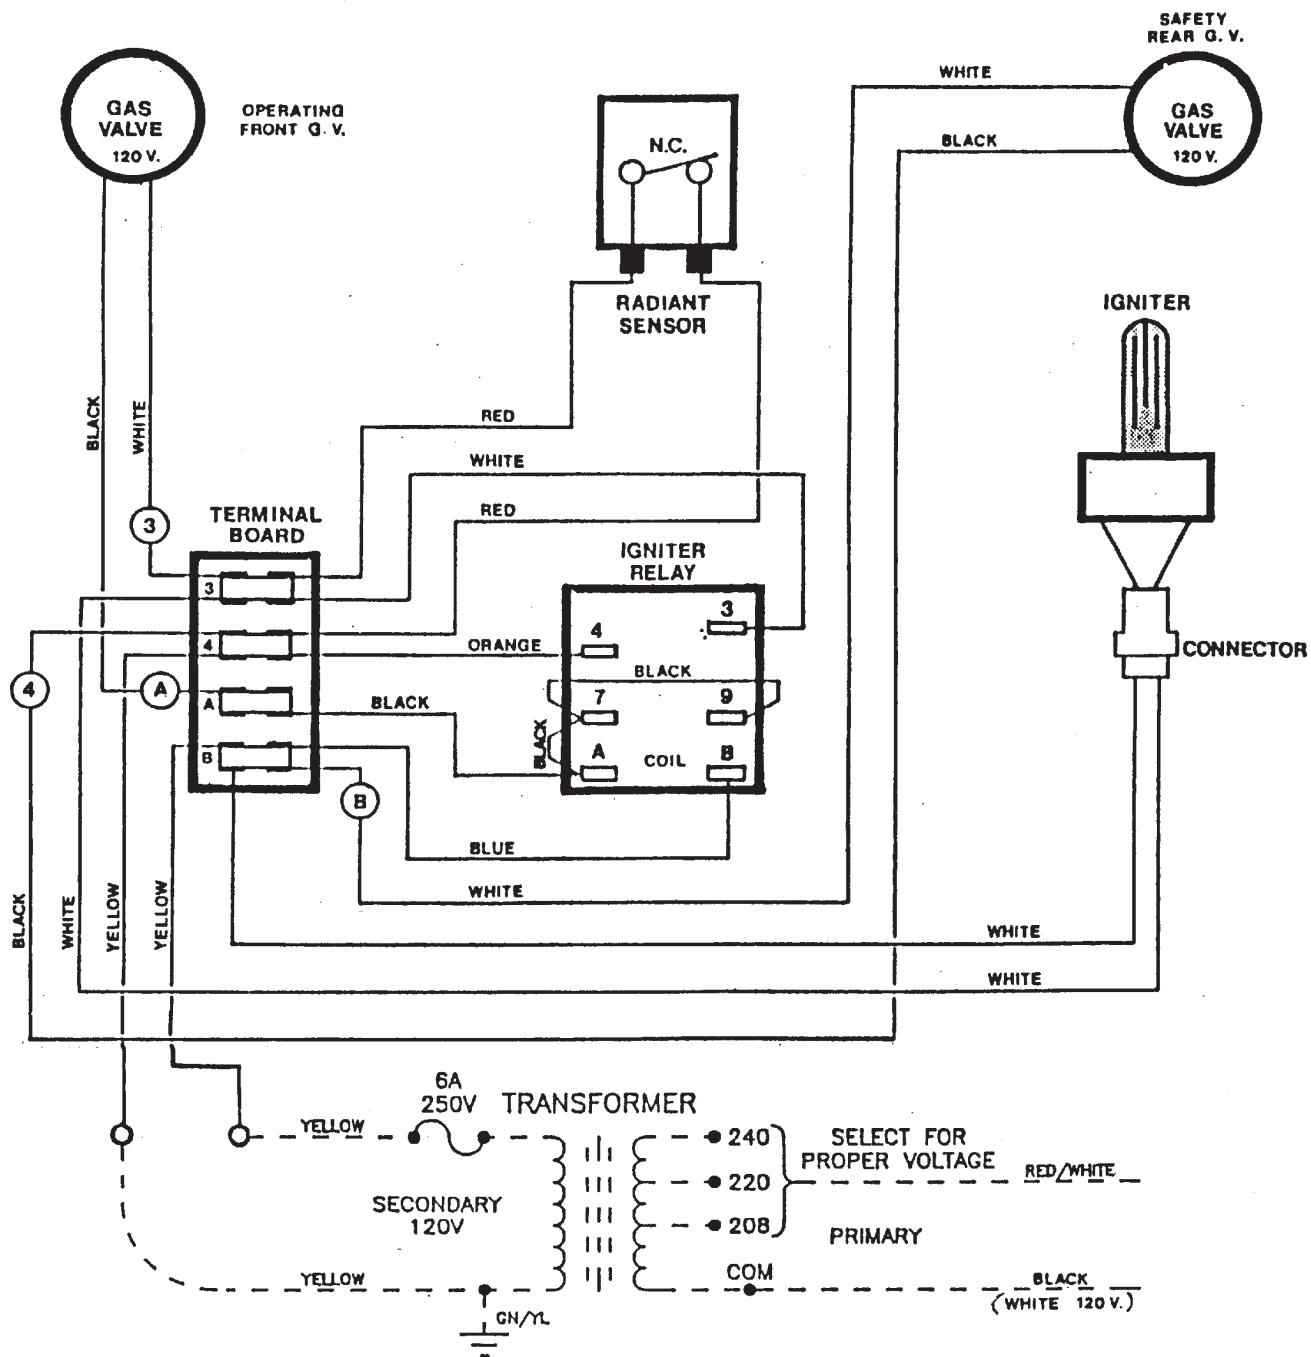 SAFETY
REAR G. V.
GAS
VALVE
120 V.
OPERATING
FRONT G. V.
WHITE
BLACK
GAS
VALVE
120 V.
N.C.
RADIANT
SENSOR
IGNITER
BLACK
WHITE
RED
WHITE
RED
3
TERMINAL
BOARD
IGNITER
RELAY
3
3
4
4
ORANGE
CONNECTOR
BLACK
4
A
A
BLACK
7
9
BLACK
B
A
COIL
B
B
BLUE
WHITE
BLACK
WHITE
YELLOW
YELLOW
WHITE
WHITE
6A
250V
TRANSFORMER
YELLOW
240
SELECT FOR
PROPER VOLTAGE
RED/WHITE
220
SECONDARY
120V
208
PRIMARY
COM
YELLOW
BLACK
(WHITE 120 V.)
GN/YL